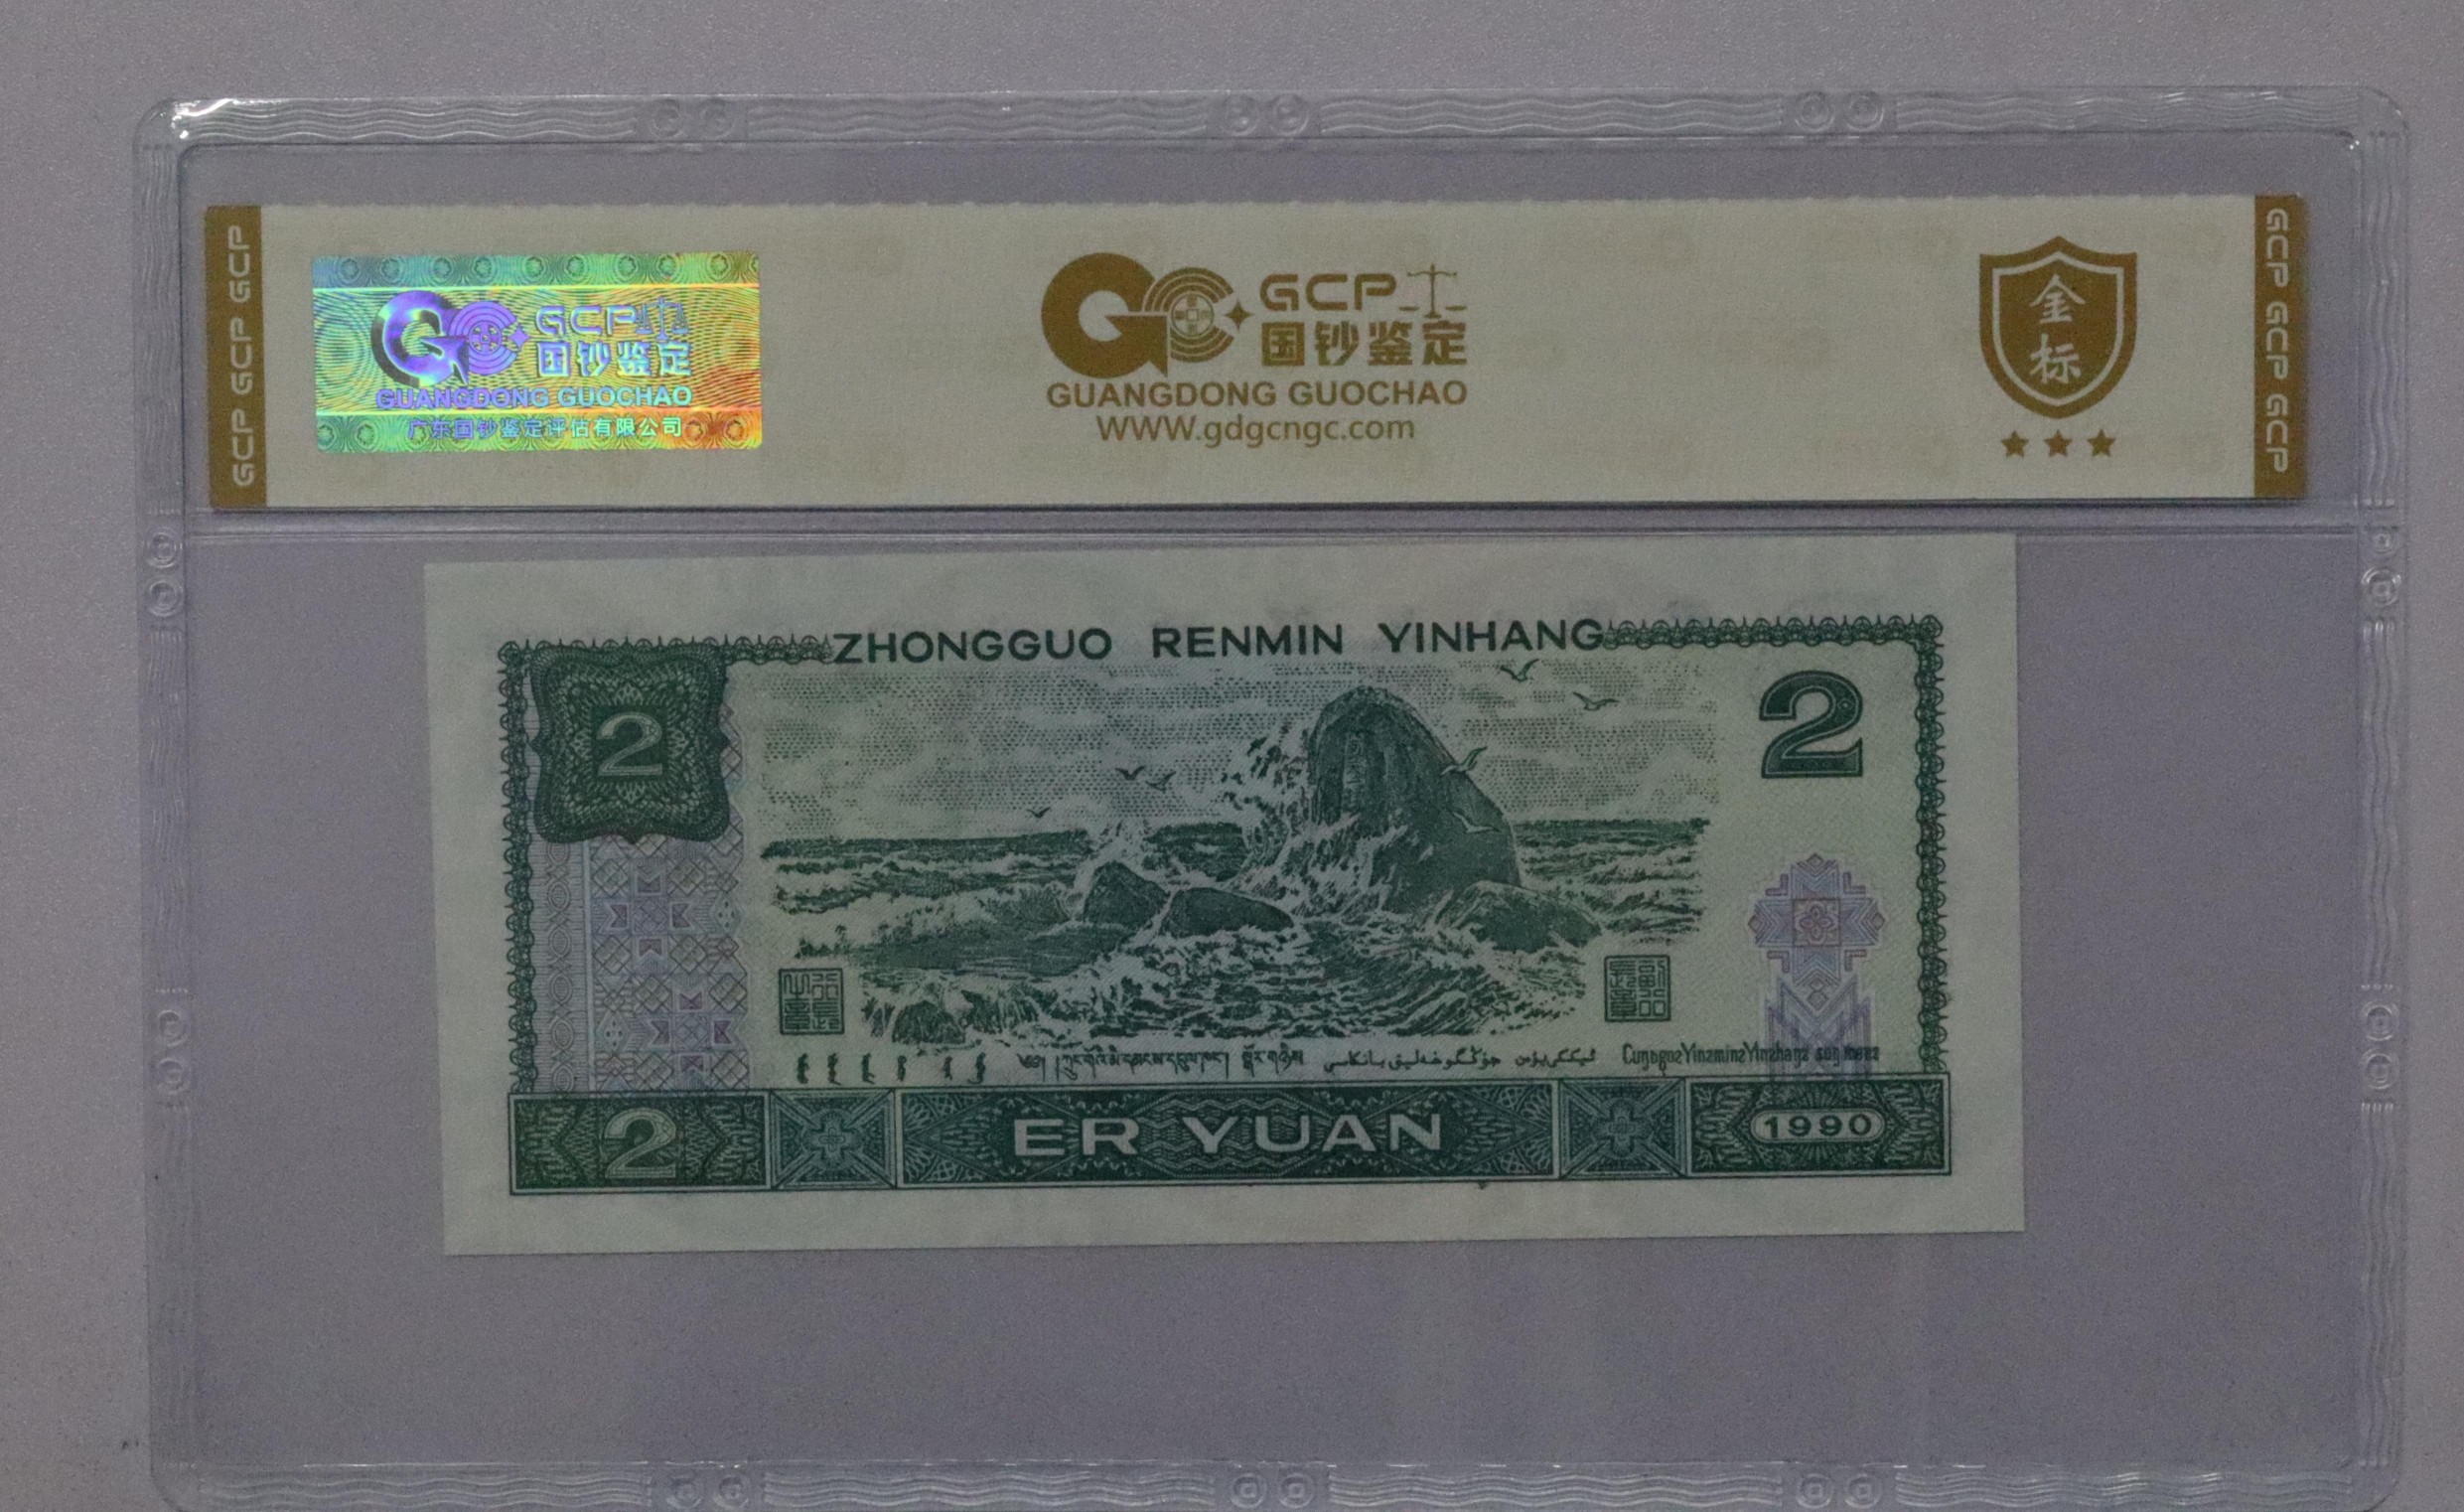 GCP GCP GCP
GCP
国钞鉴定
GUANGDONG GUOCHAO
广东国钞鉴定评估有限公司
GCP
国钞鉴定
GUANGDONG GUOCHAO
www.gdgcngc.com
金
标
GCP GCP GCP
ZHONGGUO RENMIN YINHANG
2
2
2
ER YUAN
1990